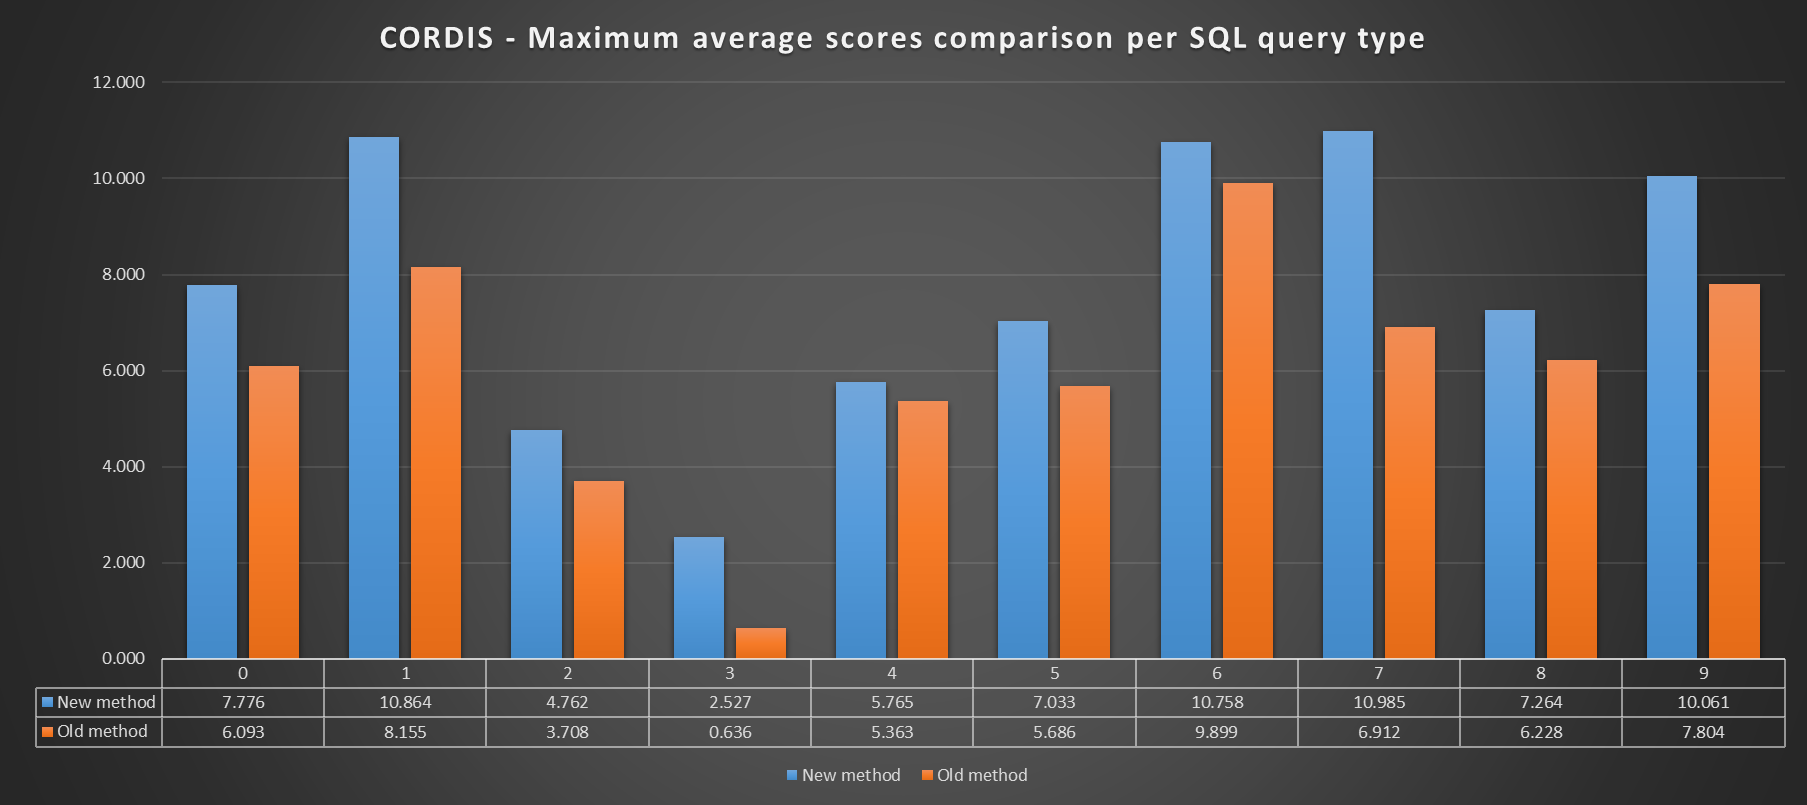 CORDIS - Maximum average scores comparison per SQL query type
12.000
10.000
8.000
6.000
4.000
2.000
0.000
0 1 2 3 4 5 6 7 8 9
New method 7.776 10.864 4.762 2.527 5.765 7.033 10.758 10.985 7.264 10.061
Old method 6.093 8.155 3.708 0.636 5.363 5.686 9.899 6.912 6.228 7.804
New method Old method